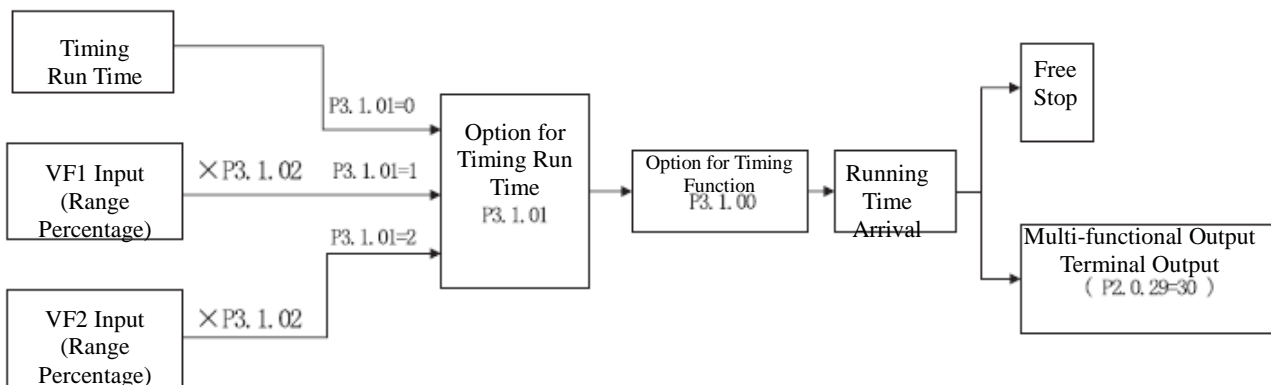 Timing
Run Time
P3.1.01=0
VF1 Input
(Range
Percentage)
×P3.1.02
P3.1.01=1
VF2 Input
(Range
Percentage)
×P3.1.02
P3.1.01=2
Option for
Timing Run
Time
P3.1.01
Option for Timing
Function
P3.1.00
Running
Time
Arrival
Free
Stop
Multi-functional Output
Terminal Output
( P2.0.29=30 )